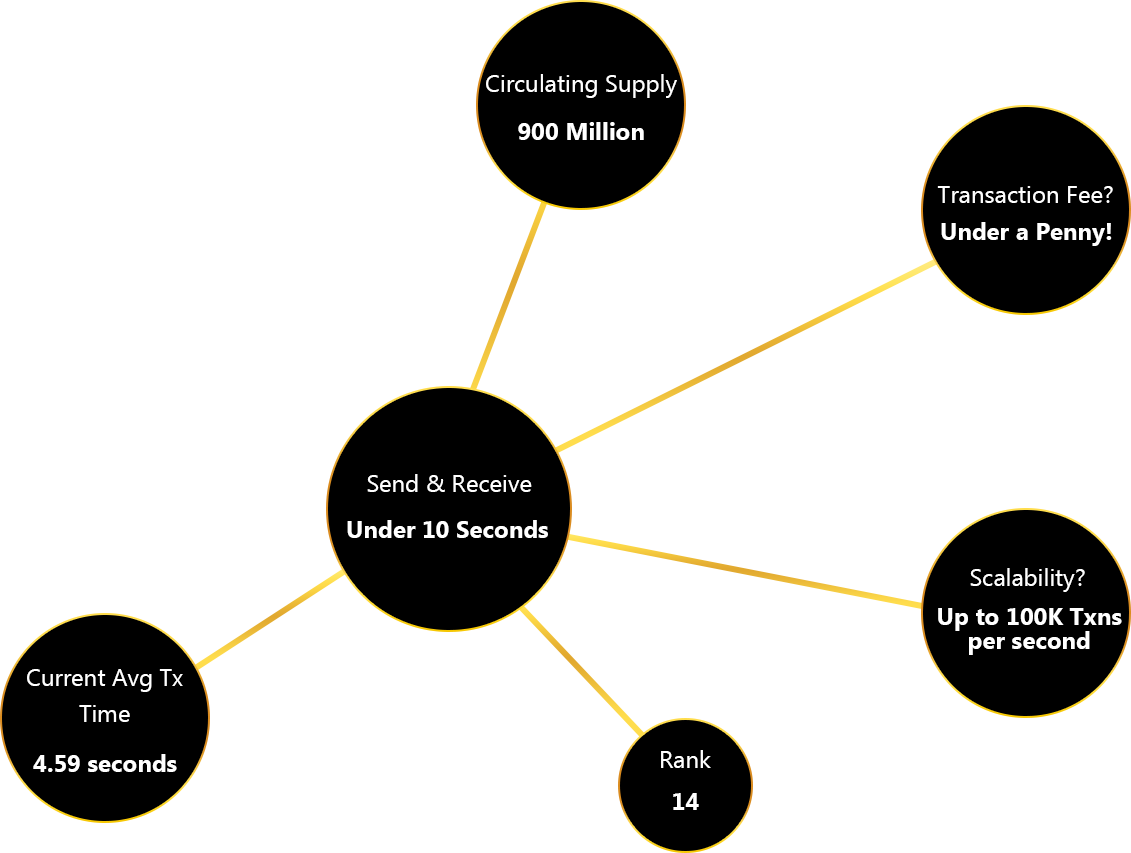 Circulating Supply
900 Million
Transaction Fee?
Under a Penny!
Send & Receive
Under 10 Seconds
Scalability?
Up to 100K Txns
per second
Current Avg Tx
Time
4.59 seconds
Rank
14